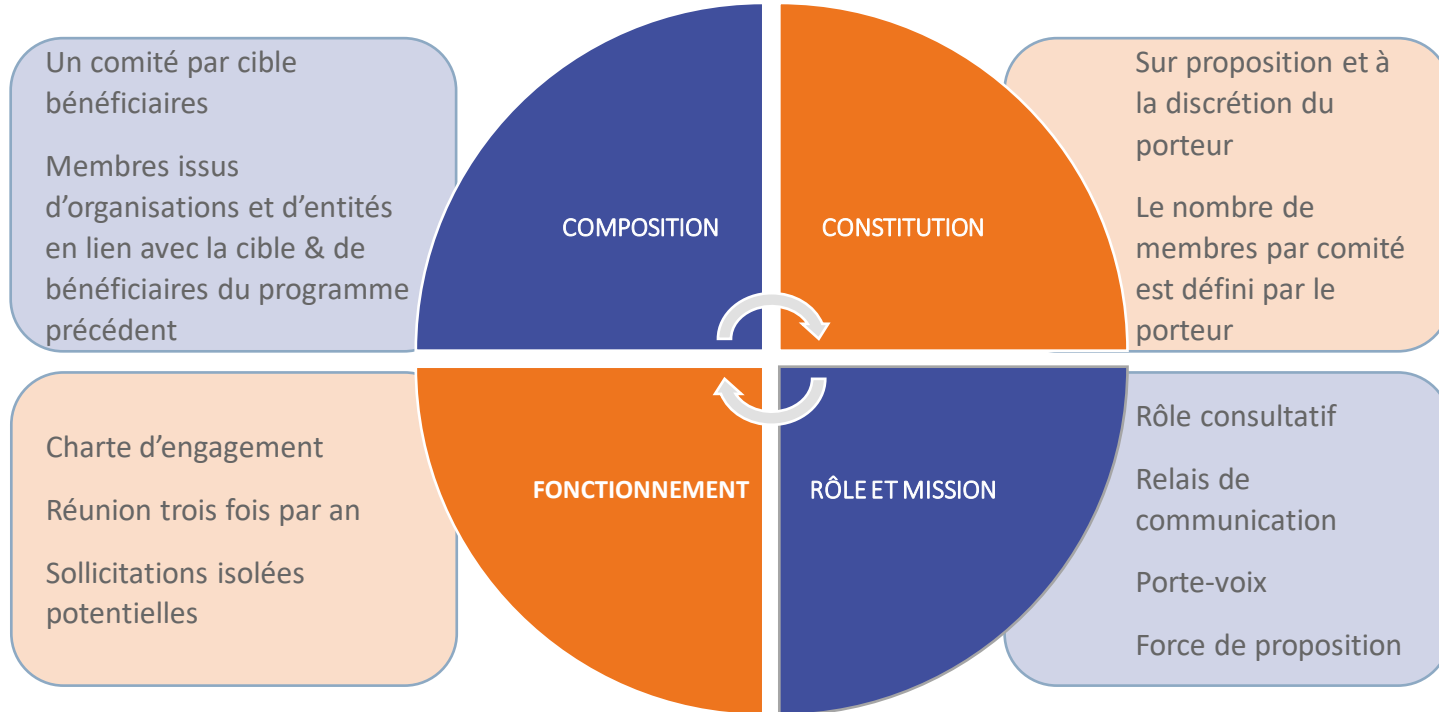 Un comité par cible
bénéficiaires
Membres issus
d’organisations et d’entités
en lien avec la cible & de
bénéficiaires du programme
précédent
COMPOSITION
CONSTITUTION
Sur proposition et à
la discrétion du
porteur
Le nombre de
membres par comité
est défini par le
porteur
Charte d’engagement
Réunion trois fois par an
Sollicitations isolées
potentielles
FONCTIONNEMENT
RÔLE ET MISSION
Rôle consultatif
Relais de
communication
Porte-voix
Force de proposition